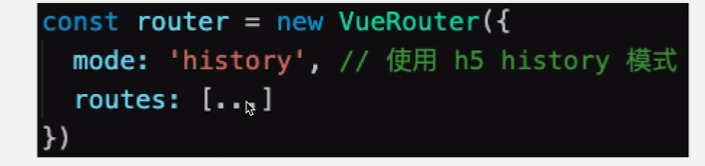 const router = new VueRouter({
mode: 'history', // 使用 h5 history 模式
routes: [...]
})